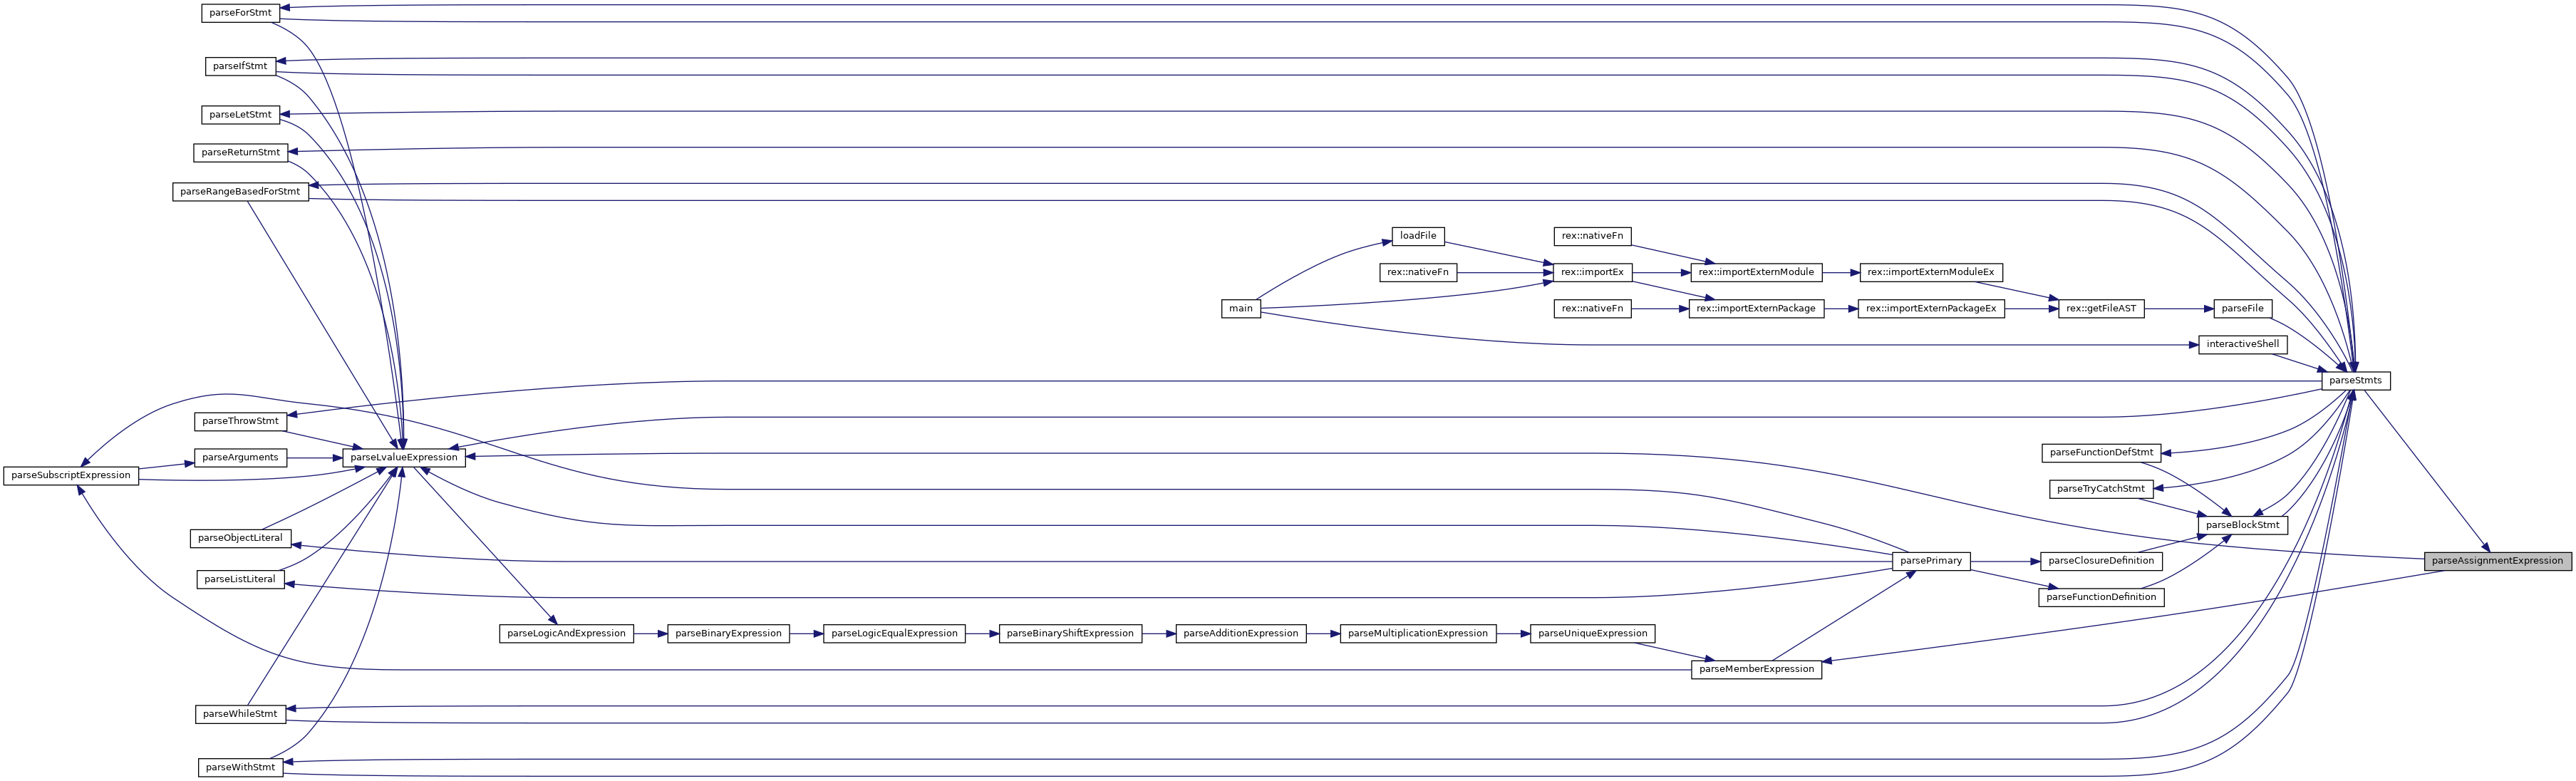 parseForStmt
parseIfStmt
parseLetStmt
parseReturnStmt
parseRangeBasedForStmt
loadFile
rex::nativeFn
rex::nativeFn
rex::importEx
rex::importExternModule
rex::importExternModuleEx
main
rex::nativeFn
rex::importExternPackage
rex::importExternPackageEx
rex::getFileAST
parseFile
interactiveShell
parseStmts
parseThrowStmt
parseFunctionDefStmt
parseArguments
parseLvalueExpression
parseSubscriptExpression
parseTryCatchStmt
parseBlockStmt
parseObjectLiteral
parsePrimary
parseClosureDefinition
parseAssignmentExpression
parseListLiteral
parseFunctionDefinition
parseLogicAndExpression
parseBinaryExpression
parseLogicEqualExpression
parseBinaryShiftExpression
parseAdditionExpression
parseMultiplicationExpression
parseUniqueExpression
parseMemberExpression
parseWhileStmt
parseWithStmt